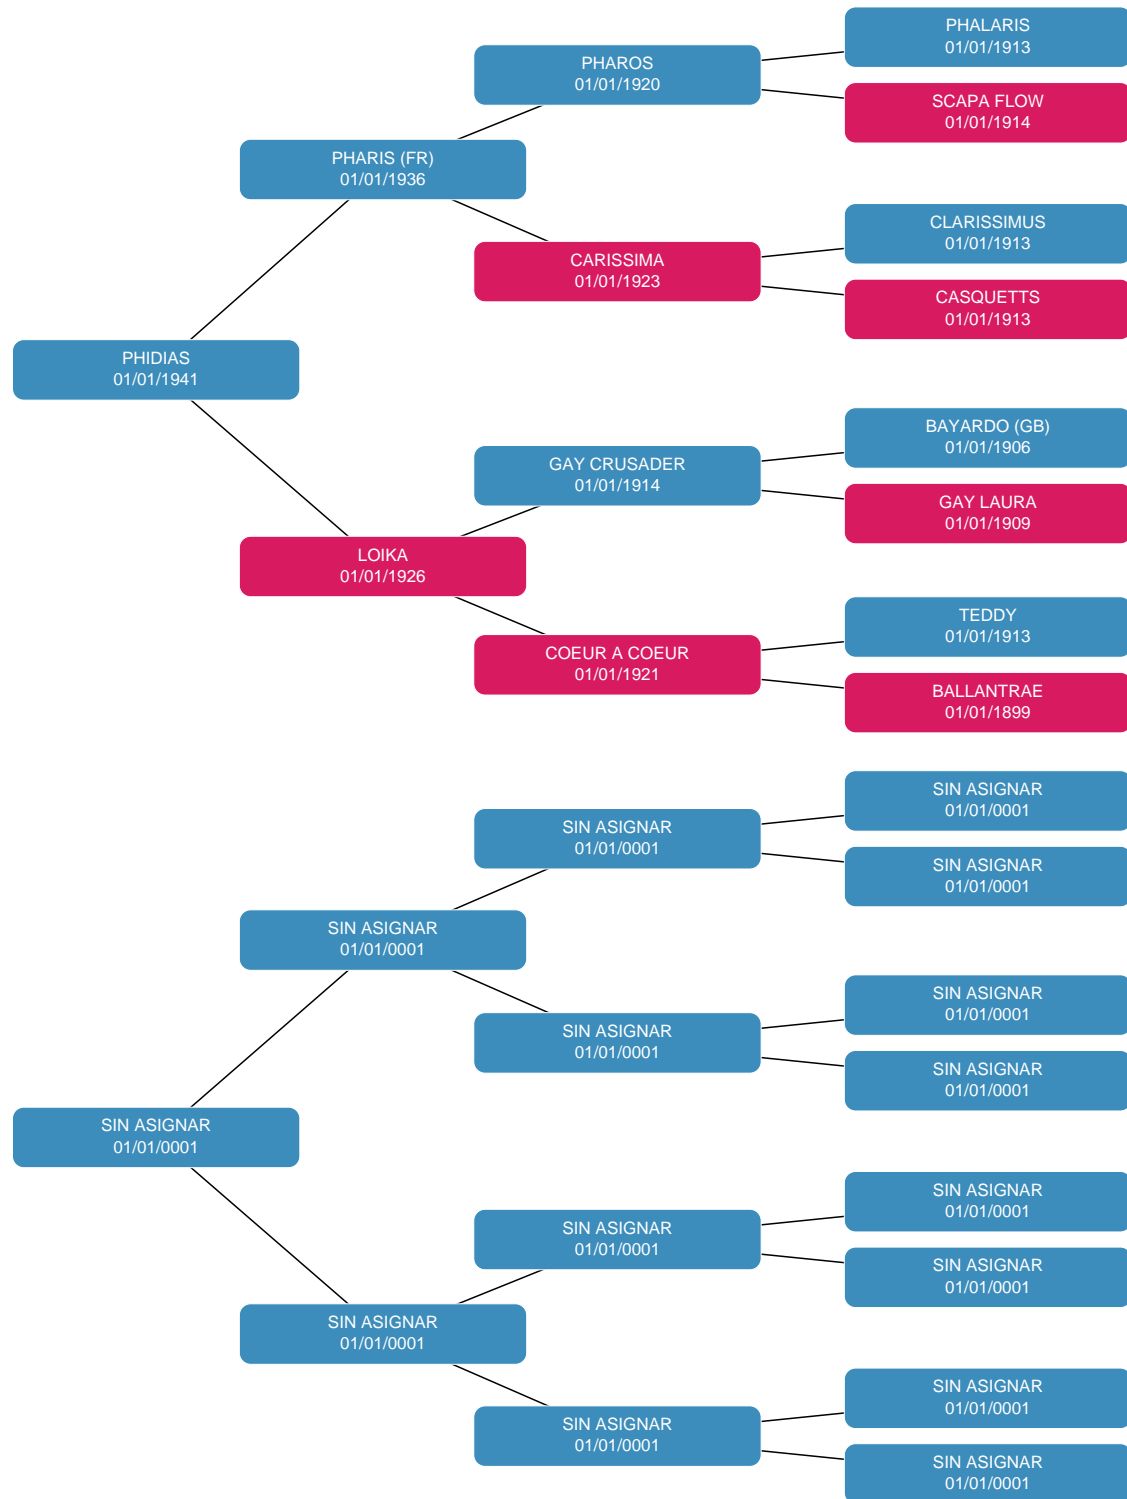 PHALARIS
01/01/1913
PHAROS
01/01/1920
SCAPA FLOW
01/01/1914
PHARIS (FR)
01/01/1936
CLARISSIMUS
01/01/1913
CARISSIMA
01/01/1923
CASQUETTS
01/01/1913
PHIDIAS
01/01/1941
BAYARDO (GB)
01/01/1906
GAY CRUSADER
01/01/1914
GAY LAURA
01/01/1909
LOIKA
01/01/1926
TEDDY
01/01/1913
COEUR A COEUR
01/01/1921
BALLANTRAE
01/01/1899
SIN ASIGNAR
01/01/0001
SIN ASIGNAR
01/01/0001
SIN ASIGNAR
01/01/0001
SIN ASIGNAR
01/01/0001
SIN ASIGNAR
01/01/0001
SIN ASIGNAR
01/01/0001
SIN ASIGNAR
01/01/0001
SIN ASIGNAR
01/01/0001
SIN ASIGNAR
01/01/0001
SIN ASIGNAR
01/01/0001
SIN ASIGNAR
01/01/0001
SIN ASIGNAR
01/01/0001
SIN ASIGNAR
01/01/0001
SIN ASIGNAR
01/01/0001
SIN ASIGNAR
01/01/0001